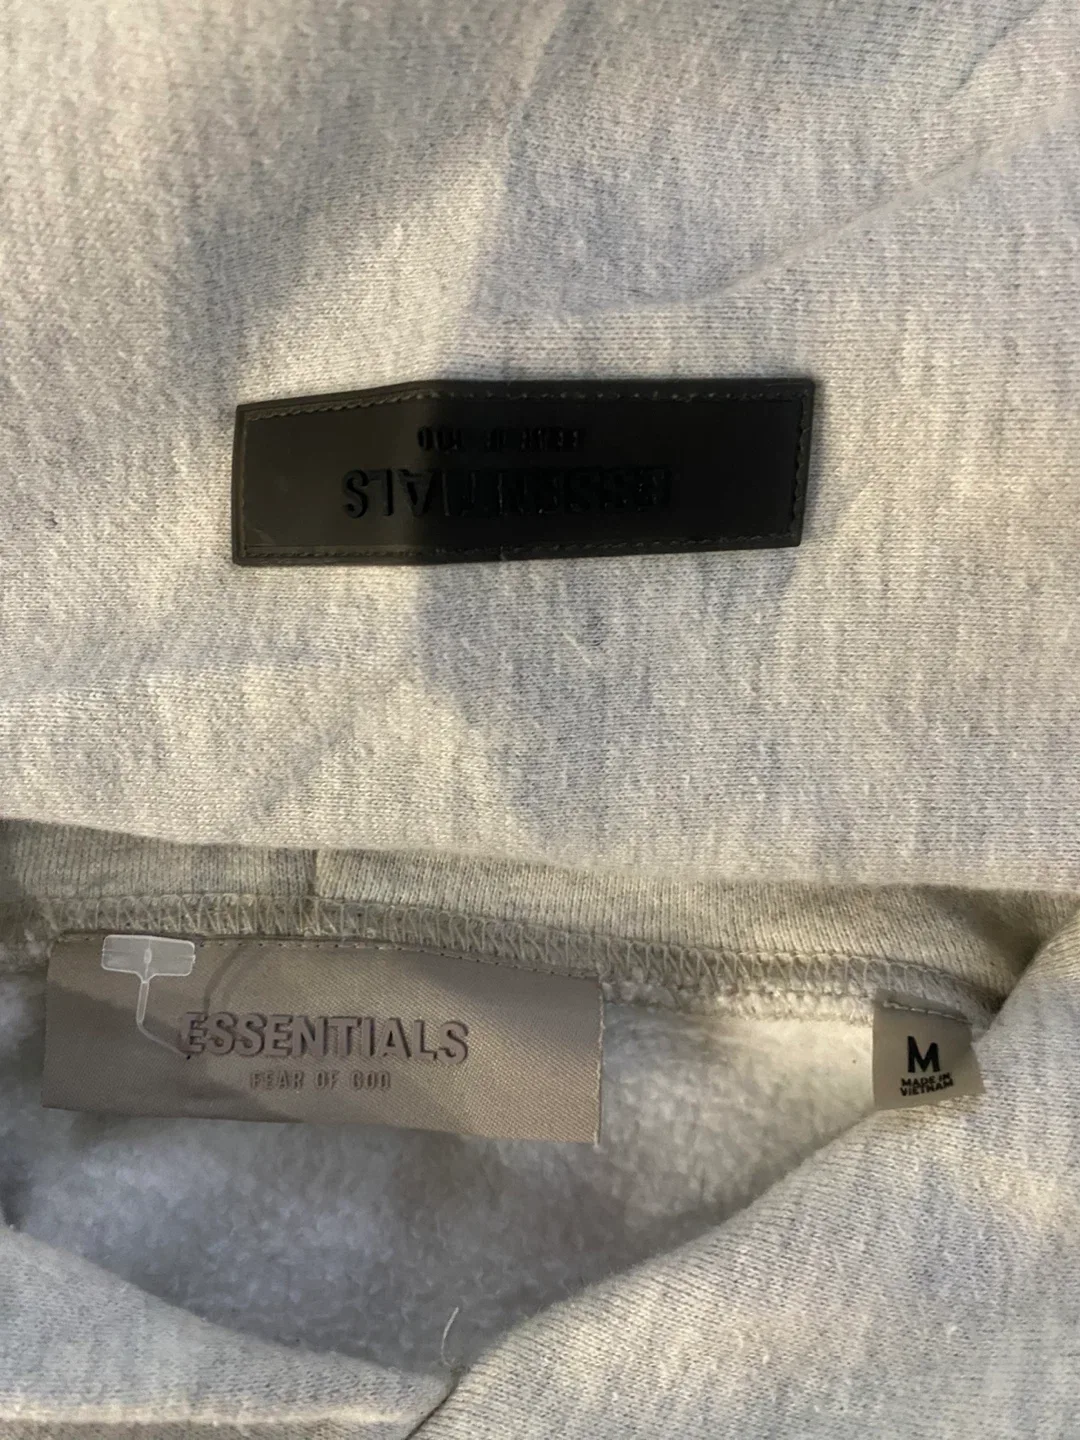 FEAR OF GOD
ESSENTIALS
ESSENTIALS
FEAR OF GOD
M
MADE IN
VIETNAM